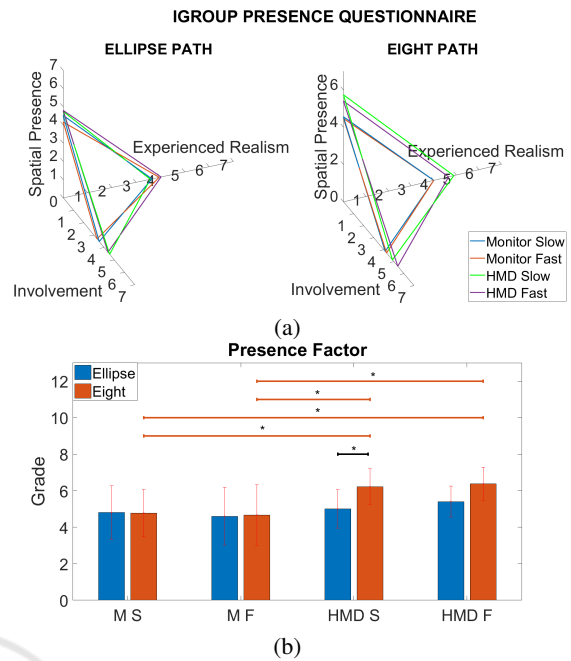 IGROUP PRESENCE QUESTIONNAIRE
ELLIPSE PATH
EIGHT PATH
7
6
5
4
3
2
1
0
Spatial Presence
Experienced Realism
1 2 3 4 5 6 7
1
2
3
4
5
6
7
Involvement
6
4
2
0
Spatial Presence
Experienced Realism
1 2 3 4 5 6 7
1
2
3
4
5
6
7
Involvement
Monitor Slow
Monitor Fast
HMD Slow
HMD Fast
(a)
Presence Factor
Ellipse
Eight
12
10
8
6
4
2
0
Grade
*
*
*
*
*
M S
M F
HMD S
HMD F
(b)